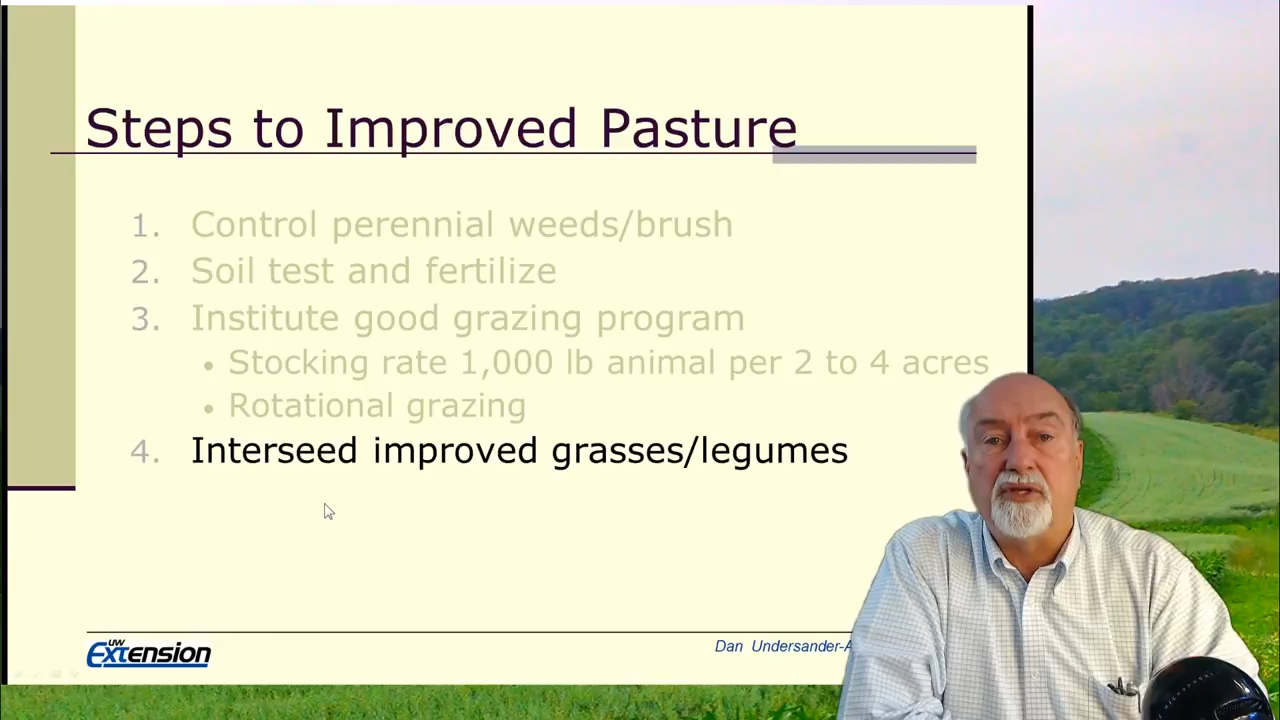 Steps to Improved Pasture
1. Control perennial weeds/brush
2. Soil test and fertilize
3. Institute good grazing program
• Stocking rate 1,000 lb animal per 2 to 4 acres
• Rotational grazing
4. Interseed improved grasses/legumes
UW
Extension
Dan Undersander-A